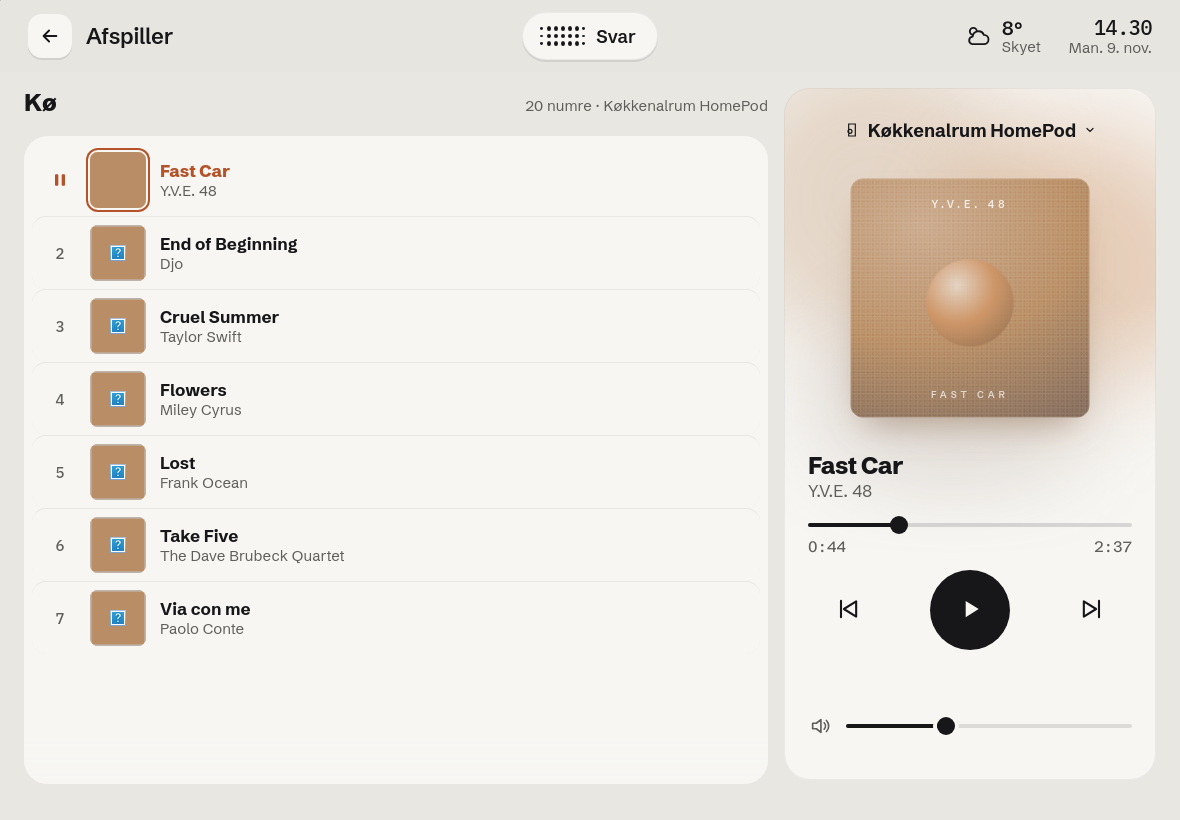 Afspiller
Svar
8°
Skyet
14.30
Man. 9. nov.
Kø
20 numre · Køkkenalrum HomePod
Fast Car
Y.V.E. 48
2
End of Beginning
Djo
3
Cruel Summer
Taylor Swift
4
Flowers
Miley Cyrus
5
Lost
Frank Ocean
6
Take Five
The Dave Brubeck Quartet
7
Via con me
Paolo Conte
Køkkenalrum HomePod
Y.V.E. 48
FAST CAR
Fast Car
Y.V.E. 48
0:44
2:37